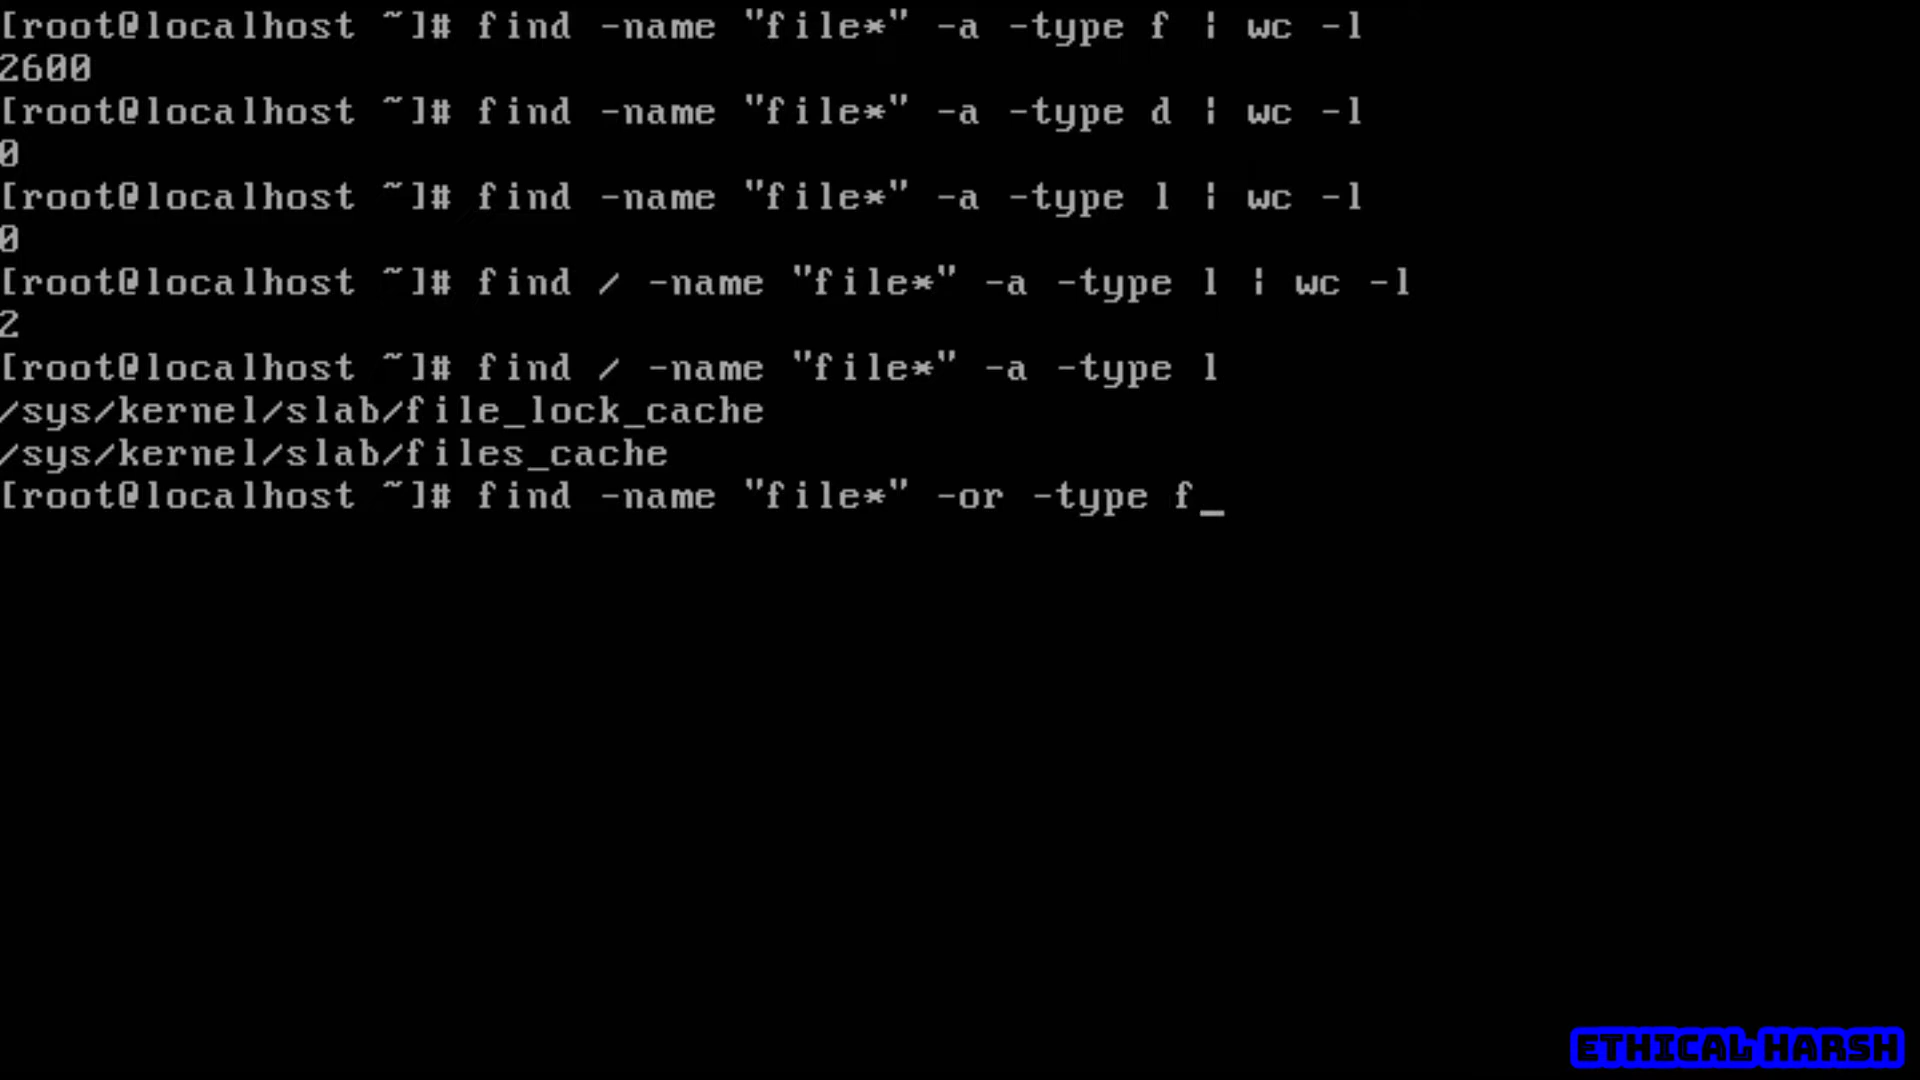 [root@localhost ~]# find -name "file*" -a -type f | wc -l
2600
[root@localhost ~]# find -name "file*" -a -type d | wc -l
0
[root@localhost ~]# find -name "file*" -a -type l | wc -l
0
[root@localhost ~]# find / -name "file*" -a -type l | wc -l
2
[root@localhost ~]# find / -name "file*" -a -type l
/sys/kernel/slab/file_lock_cache
/sys/kernel/slab/files_cache
[root@localhost ~]# find -name "file*" -or -type f_
ETHICAL HARSH